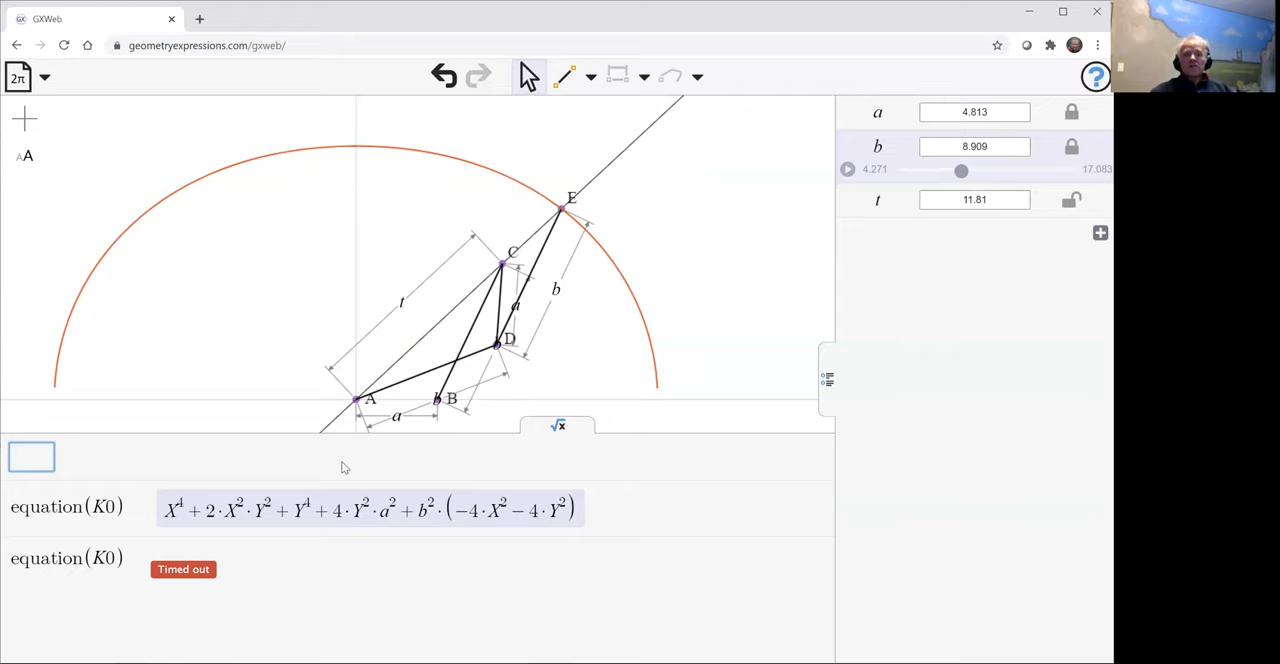 GXWeb
geometryexpressions.com/gxweb/
2π
?
AA
E
C
t
b
a
D
A
b B
a
√x
a 4.813
b 8.909
4.271 17.083
t 11.81
equation(K0) X⁴ + 2·X²·Y² + Y⁴ + 4·Y²·a² + b²·(−4·X² − 4·Y²)
equation(K0) Timed out